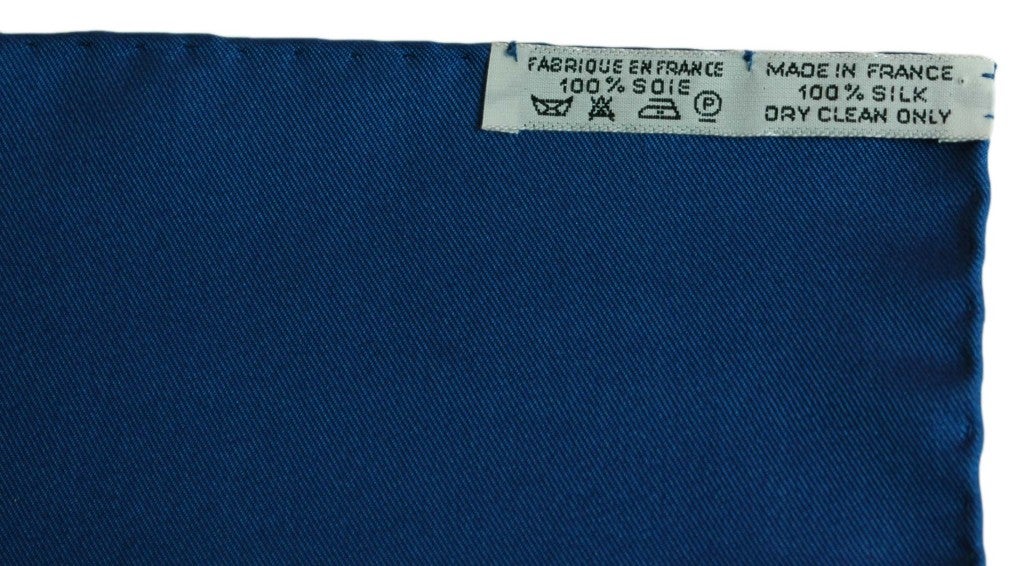 FABRIQUE EN FRANCE
100% SOIE
P
MADE IN FRANCE
100% SILK
DRY CLEAN ONLY